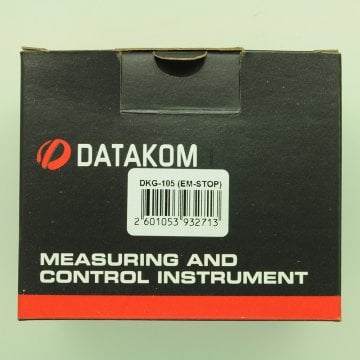 DATAKOM
DKG-105 (EM-STOP)
2 601053 932713
MEASURING AND
CONTROL INSTRUMENT